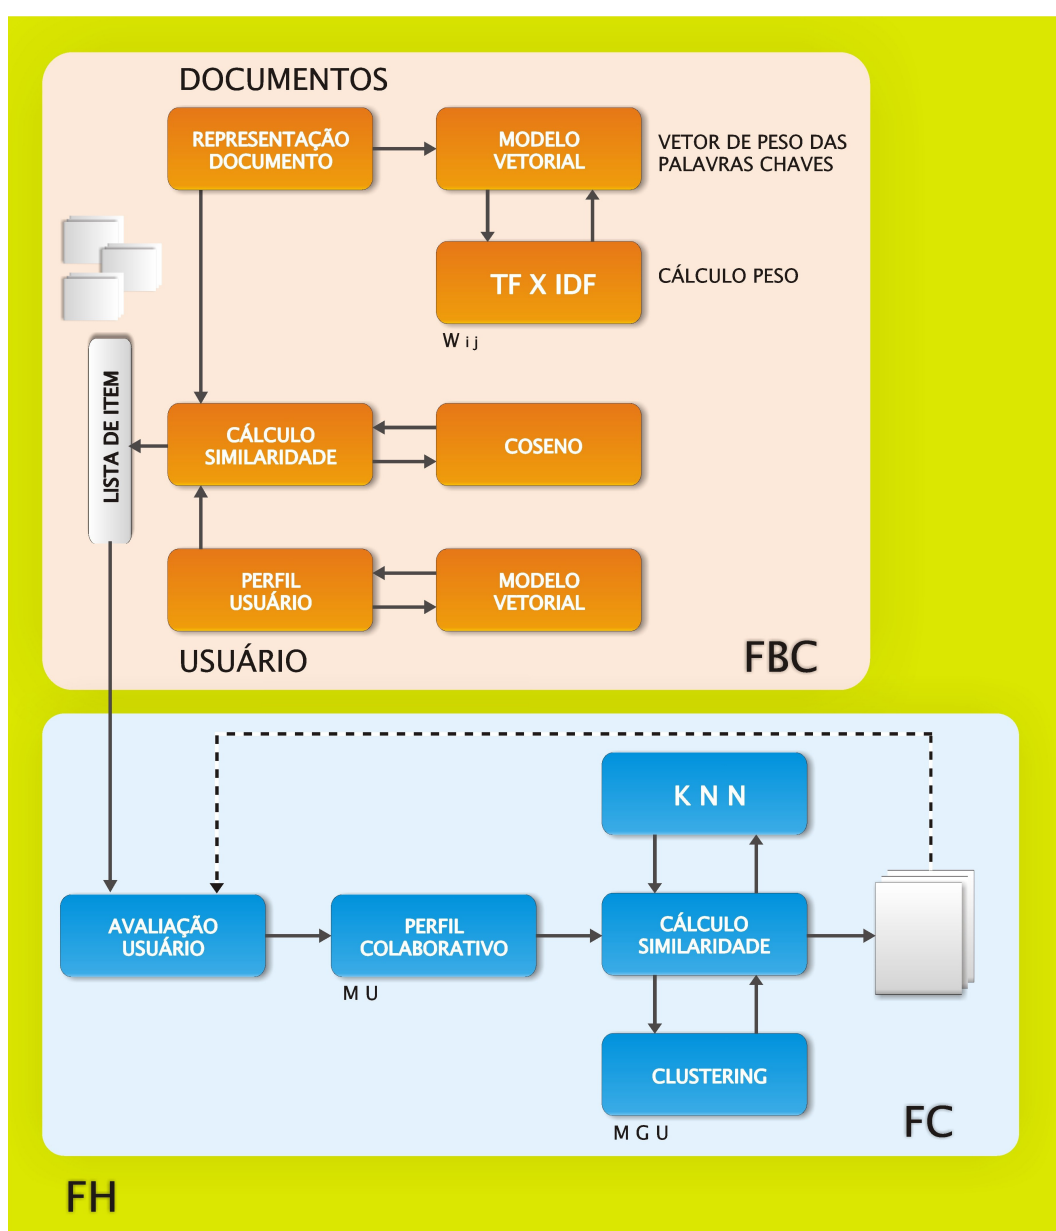 DOCUMENTOS
REPRESENTAÇÃO
DOCUMENTO
MODELO
VETORIAL
VETOR DE PESO DAS
PALAVRAS CHAVES
TF X IDF
CÁLCULO PESO
W i j
LISTA DE ITEM
CÁLCULO
SIMILARIDADE
COSENO
PERFIL
USUÁRIO
MODELO
VETORIAL
USUÁRIO
FBC
K N N
AVALIAÇÃO
USUÁRIO
PERFIL
COLABORATIVO
M U
CÁLCULO
SIMILARIDADE
CLUSTERING
M G U
FC
FH